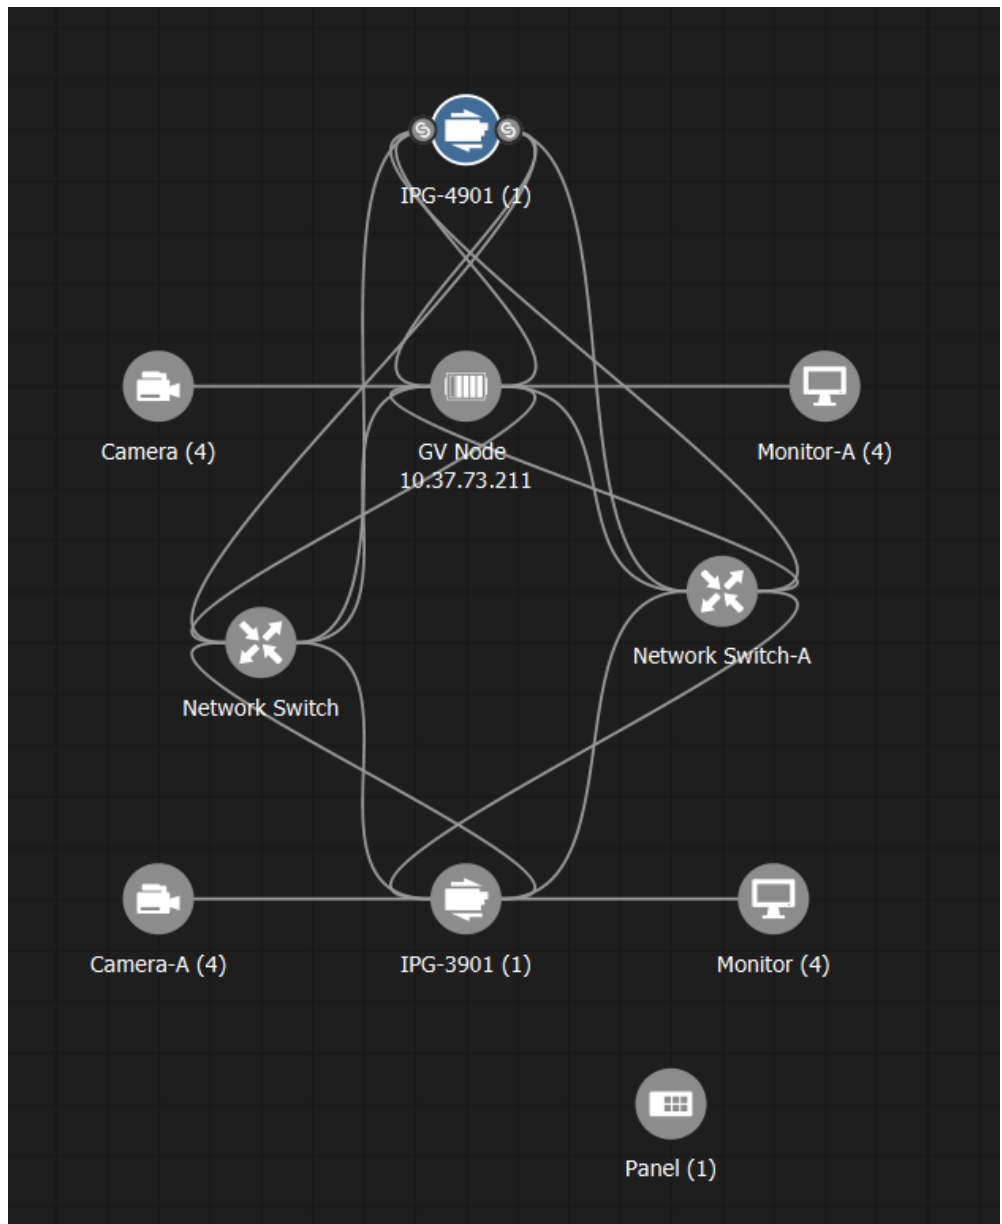 IPG-4901 (1)
Camera (4)
GV Node
10.37.73.211
Monitor-A (4)
Network Switch-A
Network Switch
Camera-A (4)
IPG-3901 (1)
Monitor (4)
Panel (1)